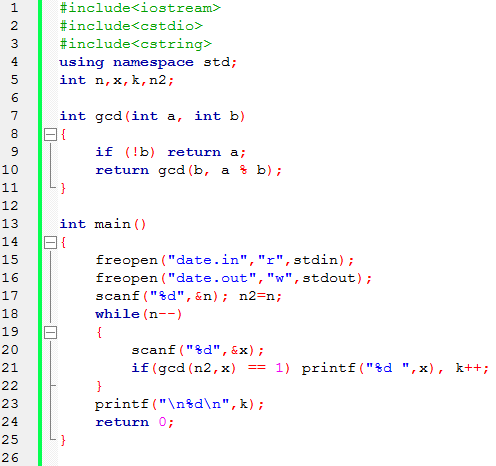 1 #include<iostream>
2 #include<cstdio>
3 #include<cstring>
4 using namespace std;
5 int n,x,k,n2;
6
7 int gcd(int a, int b)
8 {
9 if (!b) return a;
10 return gcd(b, a % b);
11 }
12
13 int main()
14 {
15 freopen("date.in","r",stdin);
16 freopen("date.out","w",stdout);
17 scanf("%d",&n); n2=n;
18 while(n--)
19 {
20 scanf("%d",&x);
21 if(gcd(n2,x) == 1) printf("%d ",x), k++;
22 }
23 printf("\n%d\n",k);
24 return 0;
25 }
26